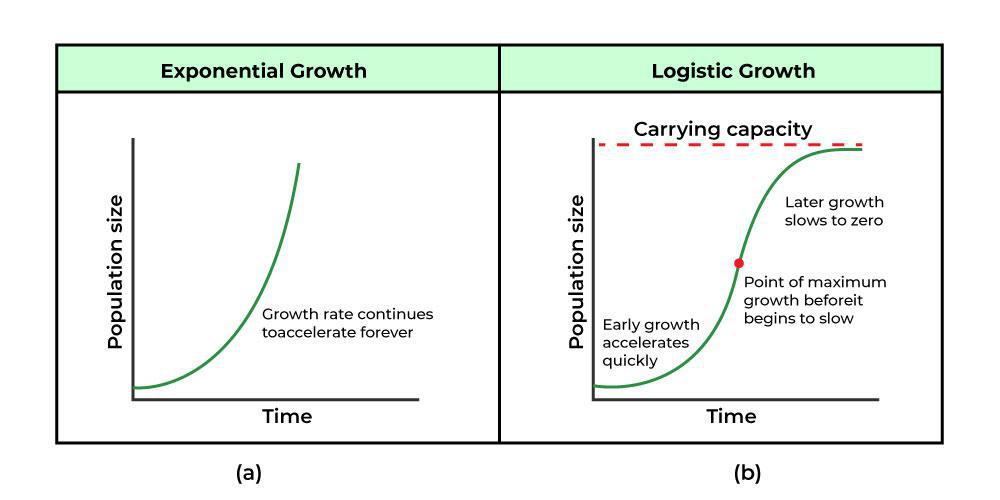 Exponential Growth
Logistic Growth
Population size
Growth rate continues
toaccelerate forever
Time
Carrying capacity
Population size
Later growth
slows to zero
Point of maximum
growth beforeit
begins to slow
Early growth
accelerates
quickly
Time
(a)
(b)